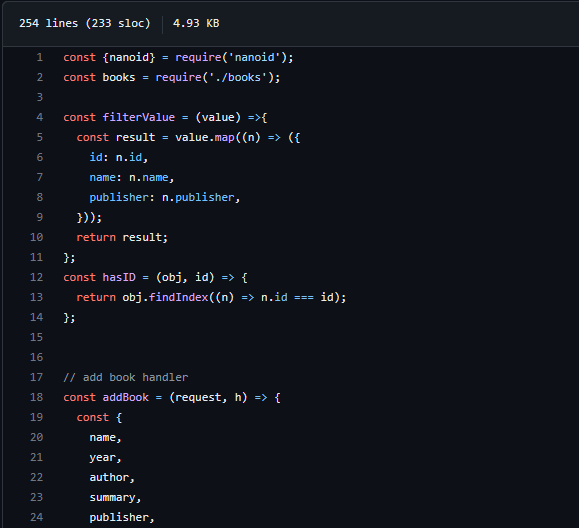 254 lines (233 sloc) 4.93 KB
1 const {nanoid} = require('nanoid');
2 const books = require('./books');
3
4 const filterValue = (value) =>{
5 const result = value.map((n) => ({
6 id: n.id,
7 name: n.name,
8 publisher: n.publisher,
9 }));
10 return result;
11 };
12 const hasID = (obj, id) => {
13 return obj.findIndex((n) => n.id === id);
14 };
15
16
17 // add book handler
18 const addBook = (request, h) => {
19 const {
20 name,
21 year,
22 author,
23 summary,
24 publisher,